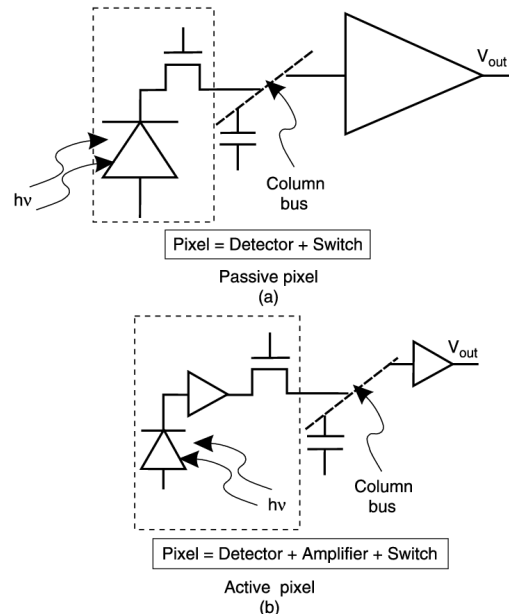 V_out
Column
bus
hν
Pixel = Detector + Switch
Passive pixel
(a)
V_out
hν
Column
bus
Pixel = Detector + Amplifier + Switch
Active pixel
(b)